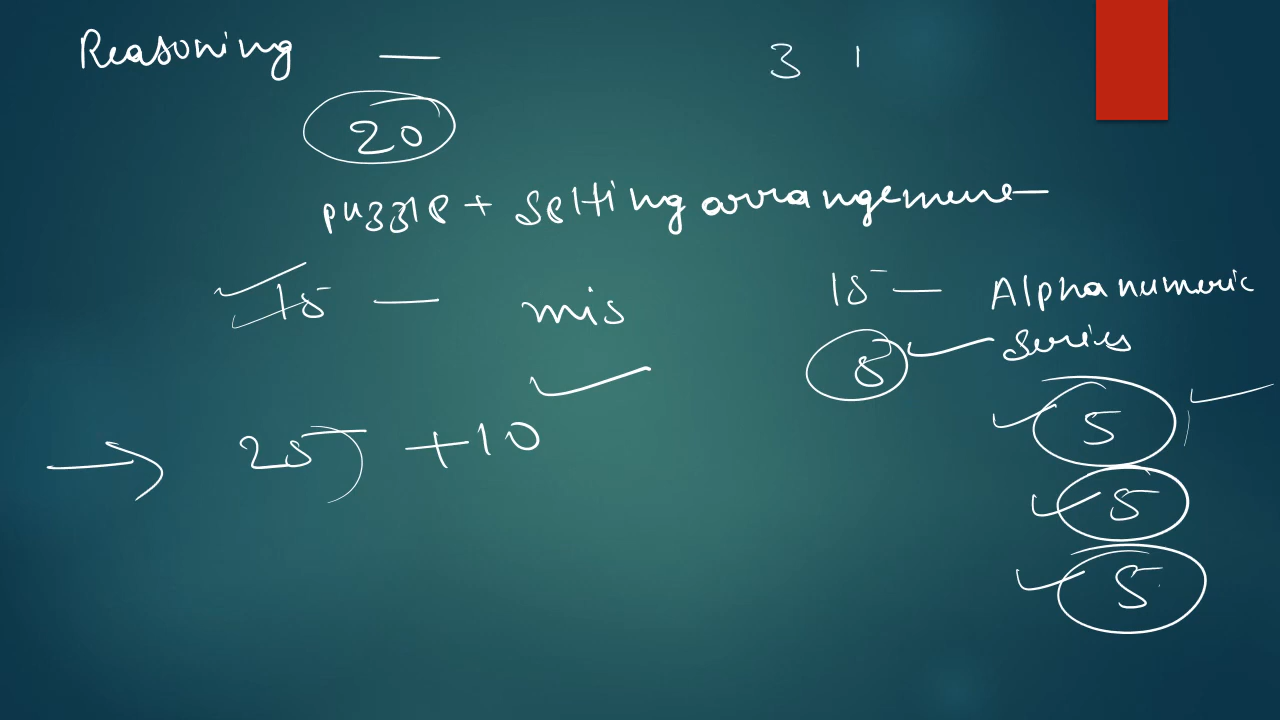 Reasoning — 3 1
20
puzzle + Setting arrangement
15 — mis
15 — Alphanumeric
Series
8
5
25 +10
5
5